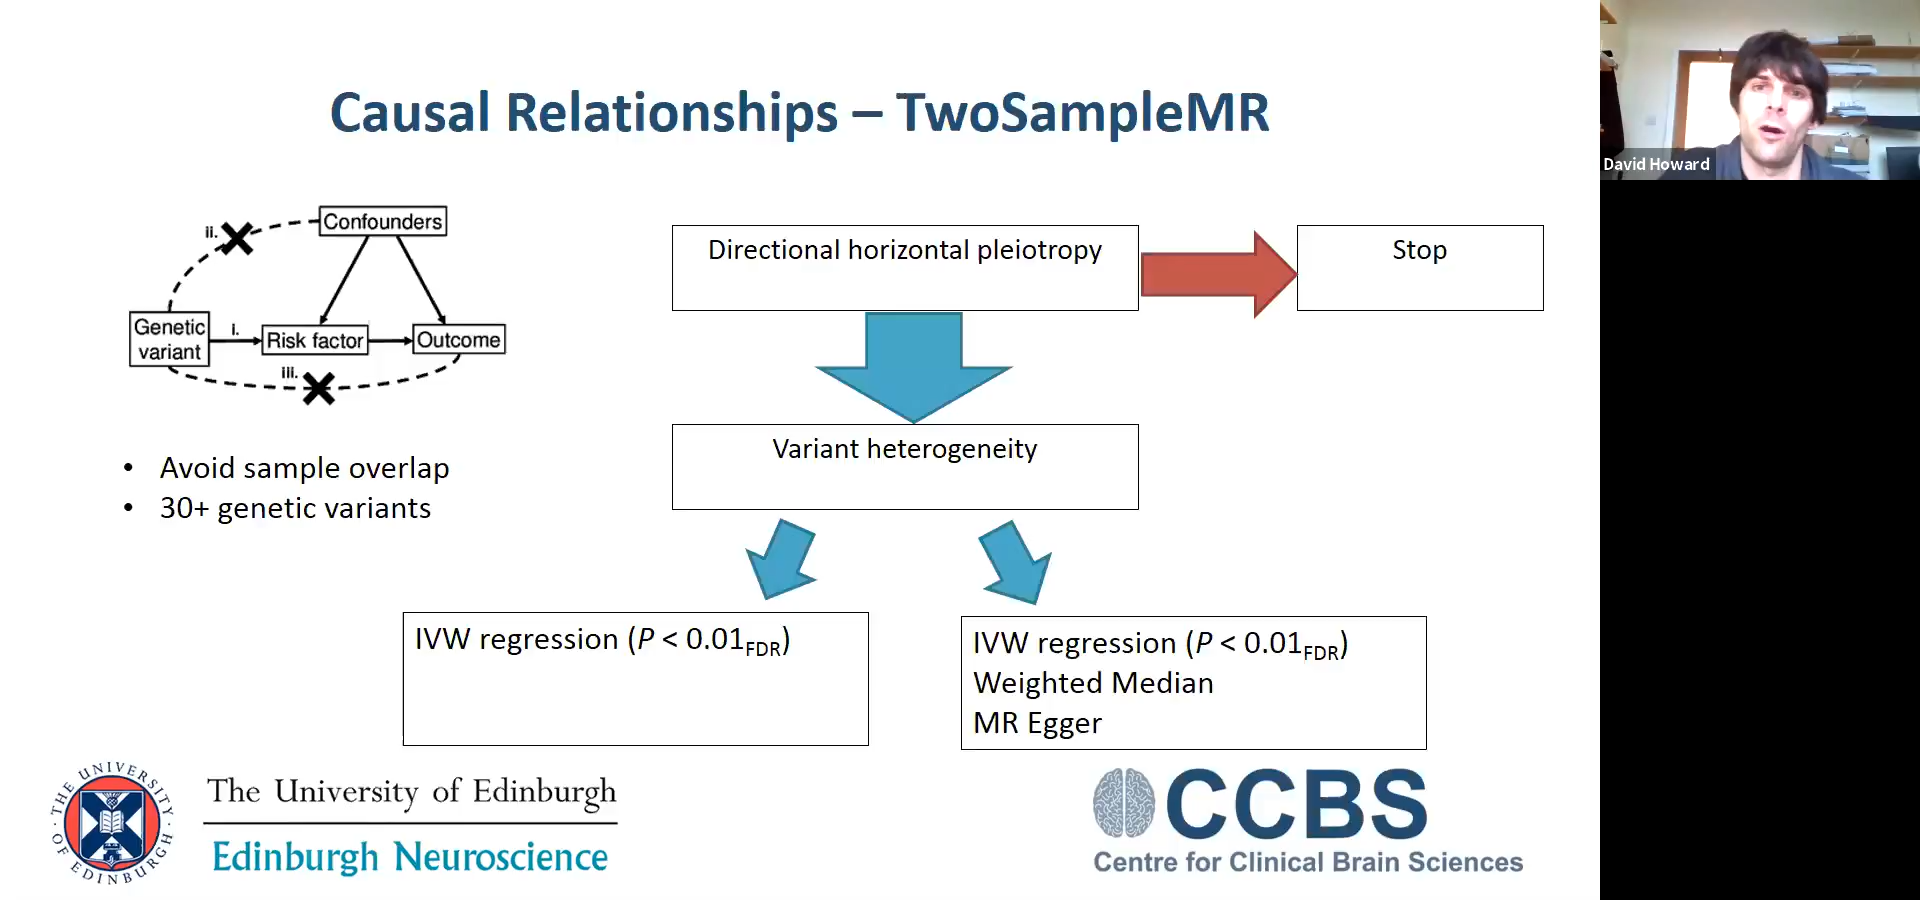 Causal Relationships – TwoSampleMR
David Howard
ii.
Confounders
Genetic
variant
i.
Risk factor
Outcome
iii.
• Avoid sample overlap
• 30+ genetic variants
Directional horizontal pleiotropy
Stop
Variant heterogeneity
IVW regression (P < 0.01FDR)
IVW regression (P < 0.01FDR)
Weighted Median
MR Egger
THE UNIVERSITY OF EDINBURGH
The University of Edinburgh
Edinburgh Neuroscience
CCBS
Centre for Clinical Brain Sciences